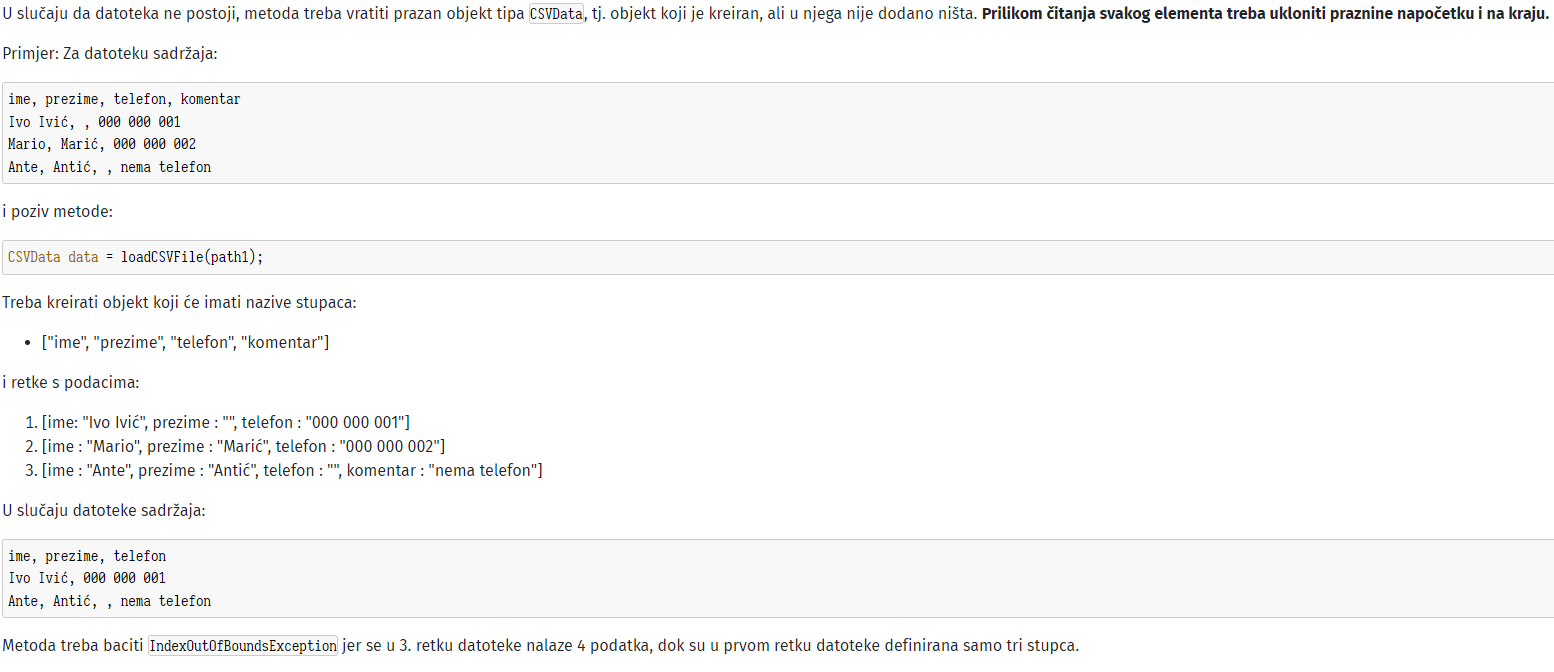 U slučaju da datoteka ne postoji, metoda treba vratiti prazan objekt tipa CSVData, tj. objekt koji je kreiran, ali u njega nije dodano ništa. Prilikom čitanja svakog elementa treba ukloniti praznine napočetku i na kraju.
Primjer: Za datoteku sadržaja:
ime, prezime, telefon, komentar
Ivo Ivić, , 000 000 001
Mario, Marić, 000 000 002
Ante, Antić, , nema telefon
i poziv metode:
CSVData data = loadCSVFile(path1);
Treba kreirati objekt koji će imati nazive stupaca:
• ["ime", "prezime", "telefon", "komentar"]
i retke s podacima:
1. [ime: "Ivo Ivić", prezime : "", telefon : "000 000 001"]
2. [ime : "Mario", prezime : "Marić", telefon : "000 000 002"]
3. [ime : "Ante", prezime : "Antić", telefon : "", komentar : "nema telefon"]
U slučaju datoteke sadržaja:
ime, prezime, telefon
Ivo Ivić, 000 000 001
Ante, Antić, , nema telefon
Metoda treba baciti IndexOutOfBoundsException jer se u 3. retku datoteke nalaze 4 podatka, dok su u prvom retku datoteke definirana samo tri stupca.